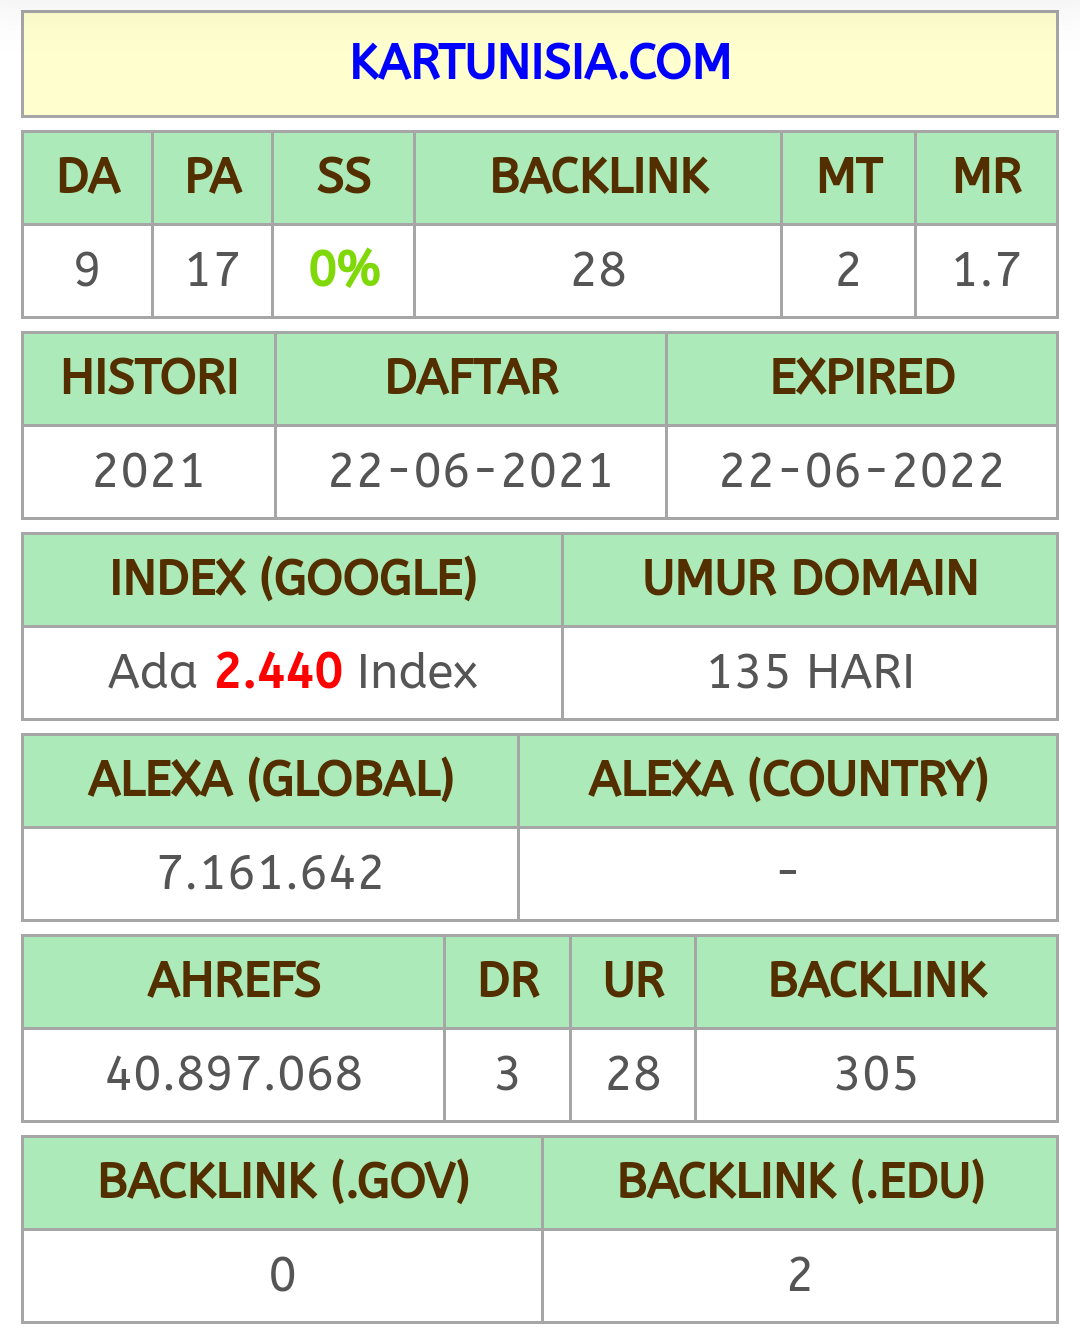 KARTUNISIA.COM
DA PA SS BACKLINK MT MR
9 17 0% 28 2 1.7
HISTORI DAFTAR EXPIRED
2021 22-06-2021 22-06-2022
INDEX (GOOGLE) UMUR DOMAIN
Ada 2.440 Index 135 HARI
ALEXA (GLOBAL) ALEXA (COUNTRY)
7.161.642 -
AHREFS DR UR BACKLINK
40.897.068 3 28 305
BACKLINK (.GOV) BACKLINK (.EDU)
0 2